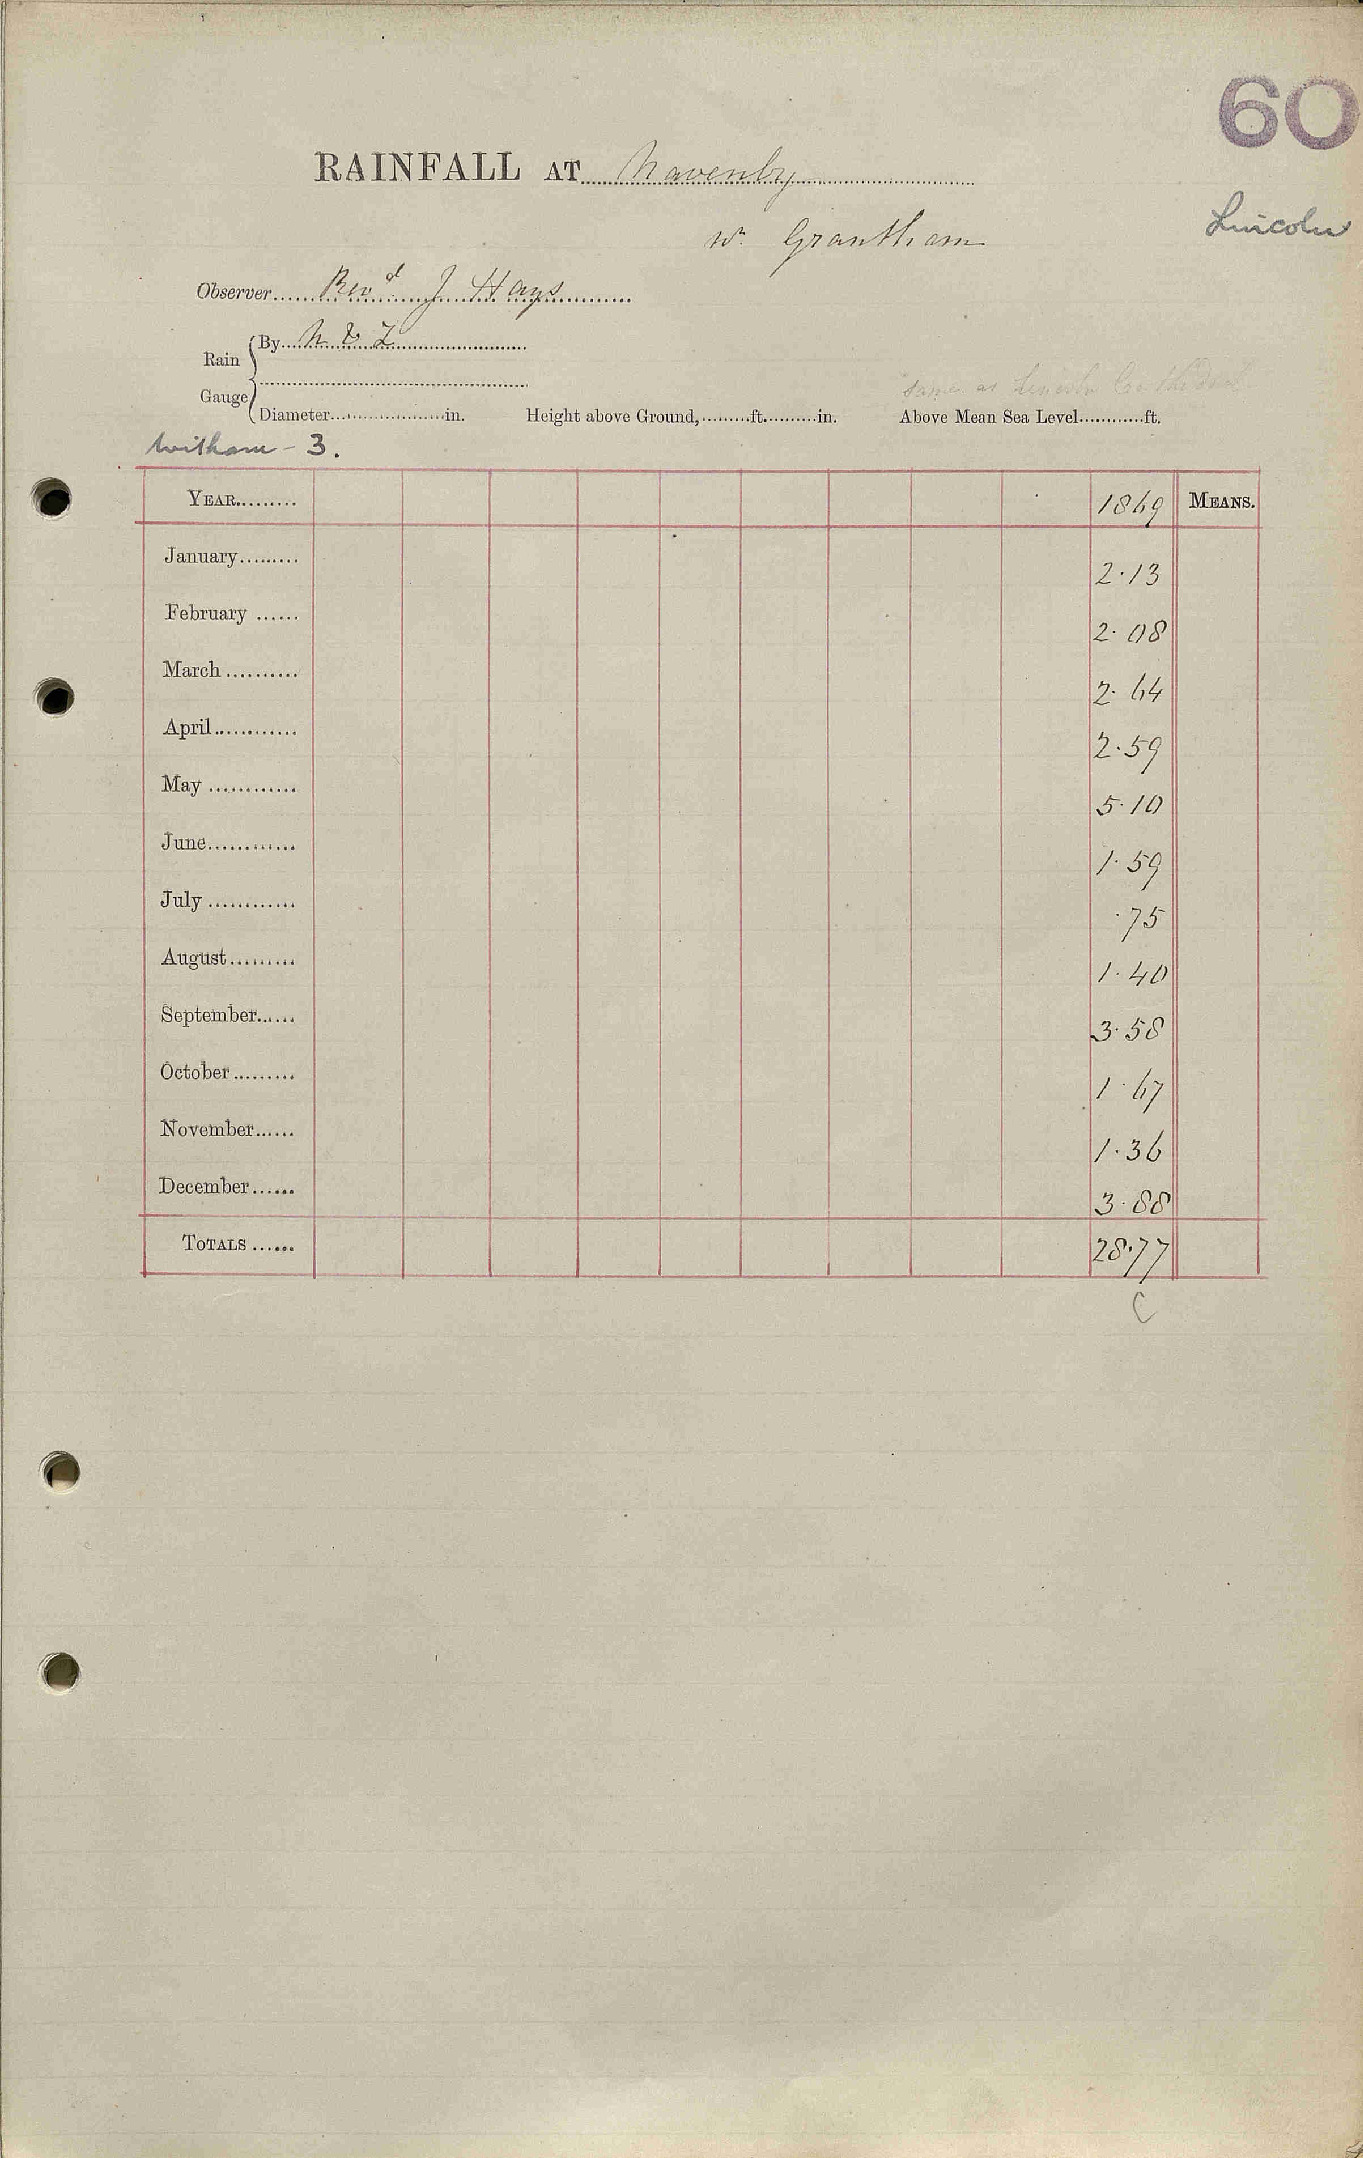 60
RAINFALL AT Navenby
nr Grantham
Lincoln
Observer Revd J Hays
Rain Gauge
By N & Z
same as Lincoln Cathedral
Diameter in. Height above Ground, ft. in. Above Mean Sea Level ft.
Witham - 3.
YEAR 1869 MEANS.
January 2.13
February 2.08
March 2.64
April 2.59
May 5.10
June 1.59
July .75
August 1.40
September 3.58
October 1.67
November 1.36
December 3.88
TOTALS 28.77
C